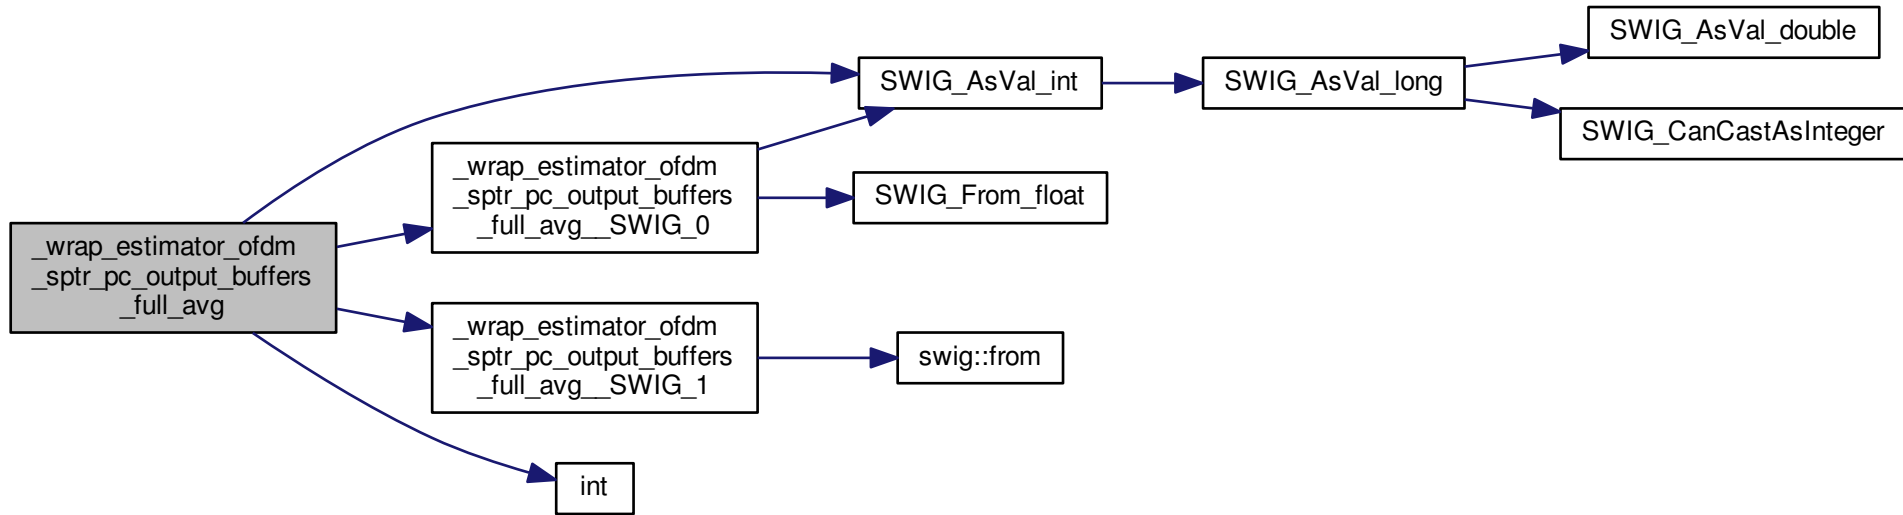 _wrap_estimator_ofdm
_sptr_pc_output_buffers
_full_avg
_wrap_estimator_ofdm
_sptr_pc_output_buffers
_full_avg__SWIG_0
_wrap_estimator_ofdm
_sptr_pc_output_buffers
_full_avg__SWIG_1
int
SWIG_AsVal_int
SWIG_From_float
swig::from
SWIG_AsVal_long
SWIG_AsVal_double
SWIG_CanCastAsInteger